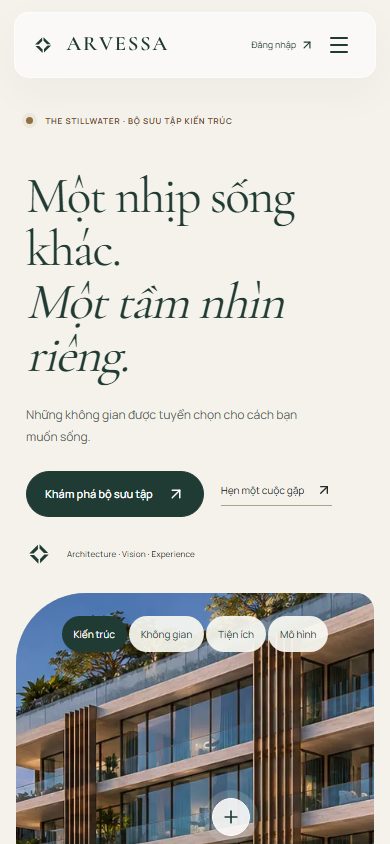 ARVESSA
Đăng nhập
THE STILLWATER · BỘ SƯU TẬP KIẾN TRÚC
Một nhịp sống
khác.
Một tầm nhìn
riêng.
Những không gian được tuyển chọn cho cách bạn
muốn sống.
Khám phá bộ sưu tập
Hẹn một cuộc gặp
Architecture · Vision · Experience
Kiến trúc
Không gian
Tiện ích
Mô hình